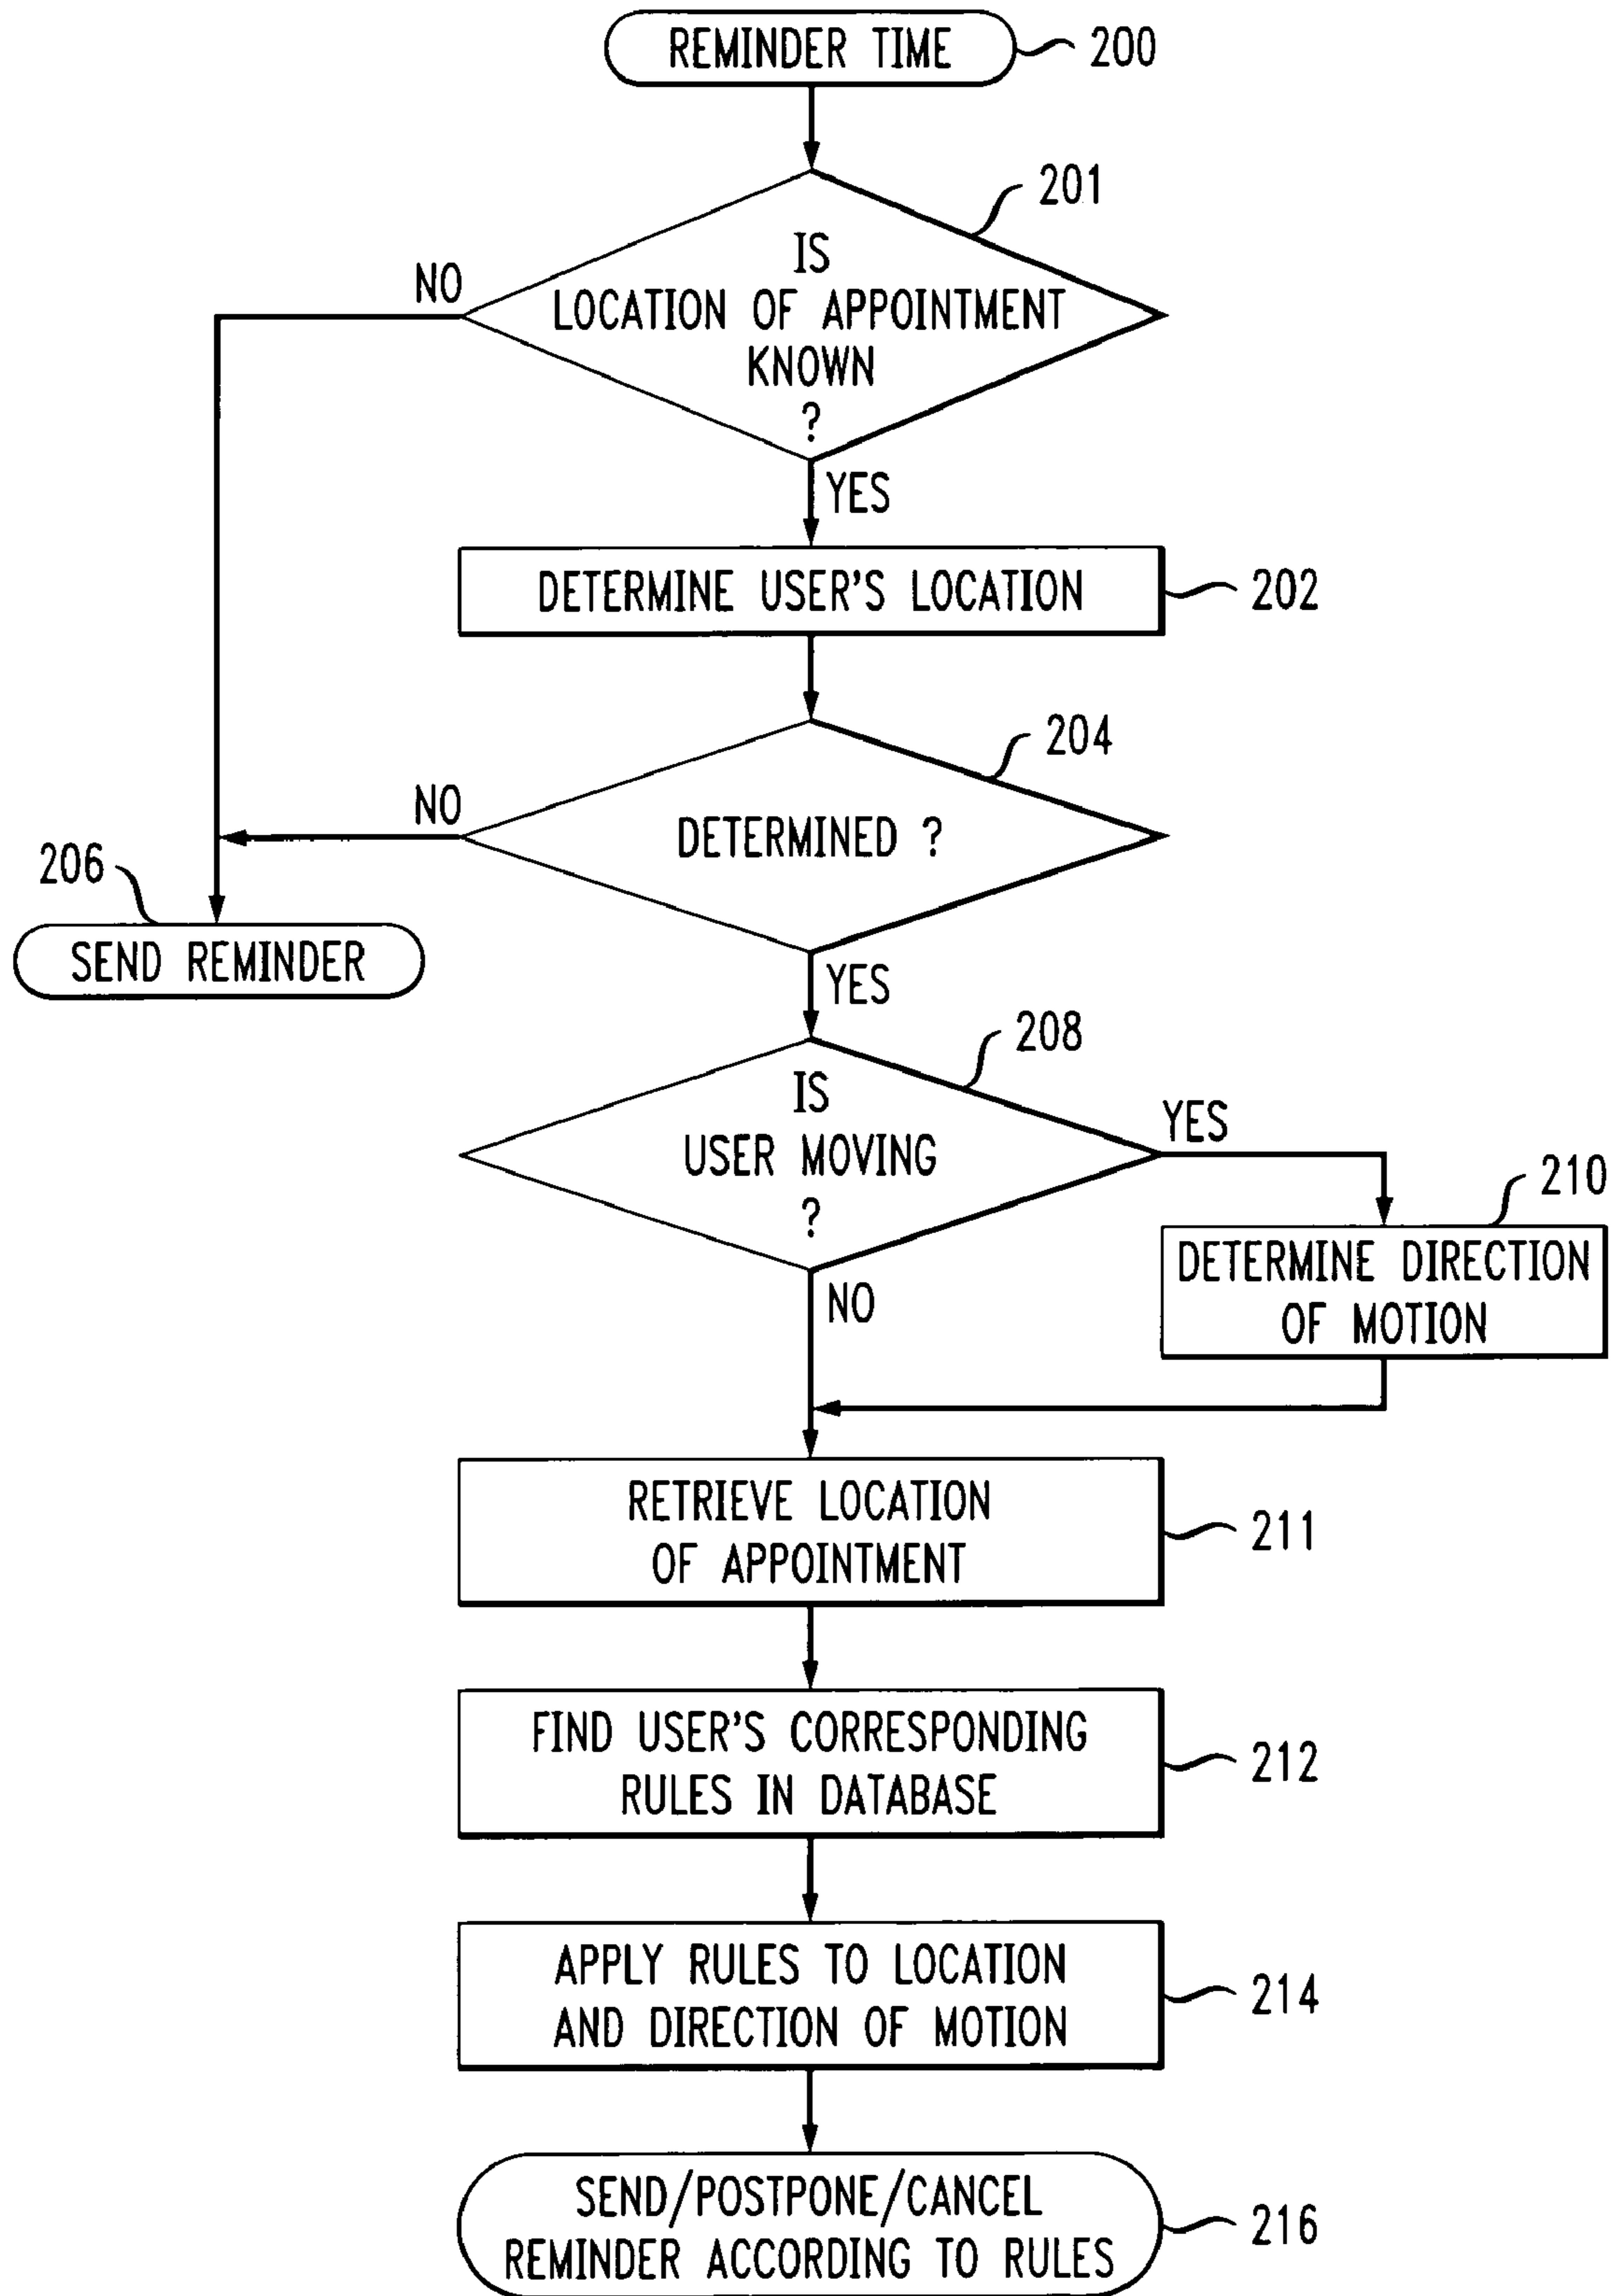 REMINDER TIME
200
201
IS
LOCATION OF APPOINTMENT
KNOWN
?
NO
YES
DETERMINE USER'S LOCATION
202
204
NO
DETERMINED ?
206
SEND REMINDER
YES
208
IS
USER MOVING
?
YES
210
DETERMINE DIRECTION
OF MOTION
NO
RETRIEVE LOCATION
OF APPOINTMENT
211
FIND USER'S CORRESPONDING
RULES IN DATABASE
212
APPLY RULES TO LOCATION
AND DIRECTION OF MOTION
214
SEND/POSTPONE/CANCEL
REMINDER ACCORDING TO RULES
216